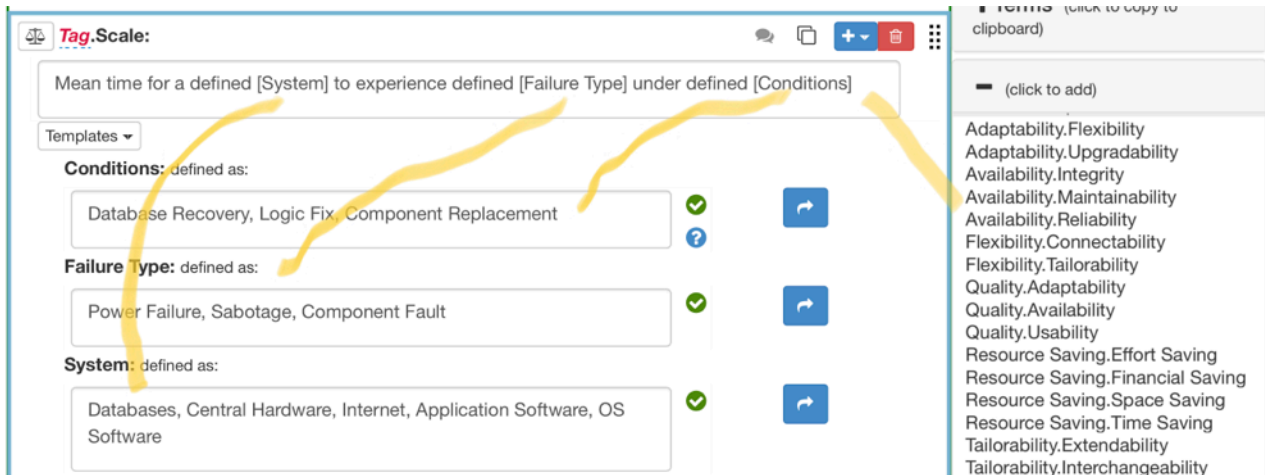 Tag.Scale:
Mean time for a defined [System] to experience defined [Failure Type] under defined [Conditions]
Templates
Conditions: defined as:
Database Recovery, Logic Fix, Component Replacement
Failure Type: defined as:
Power Failure, Sabotage, Component Fault
System: defined as:
Databases, Central Hardware, Internet, Application Software, OS
Software
Terms (click to copy to
clipboard)
(click to add)
Adaptability.Flexibility
Adaptability.Upgradability
Availability.Integrity
Availability.Maintainability
Availability.Reliability
Flexibility.Connectability
Flexibility.Tailorability
Quality.Adaptability
Quality.Availability
Quality.Usability
Resource Saving.Effort Saving
Resource Saving.Financial Saving
Resource Saving.Space Saving
Resource Saving.Time Saving
Tailorability.Extendability
Tailorability.Interchangeability